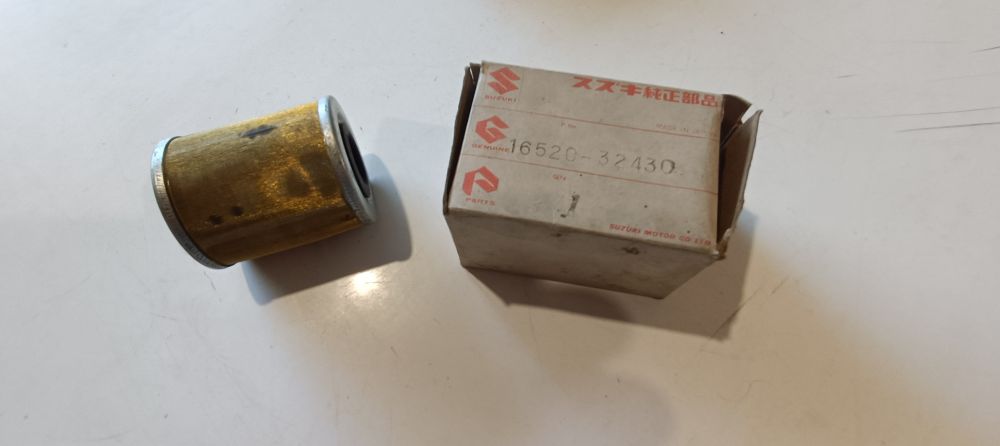 SUZUKI
スズキ純正部品
P No.
MADE IN JAPAN
GENUINE
16520-32430
QTY
1
PARTS
SUZUKI MOTOR CO.,LTD.